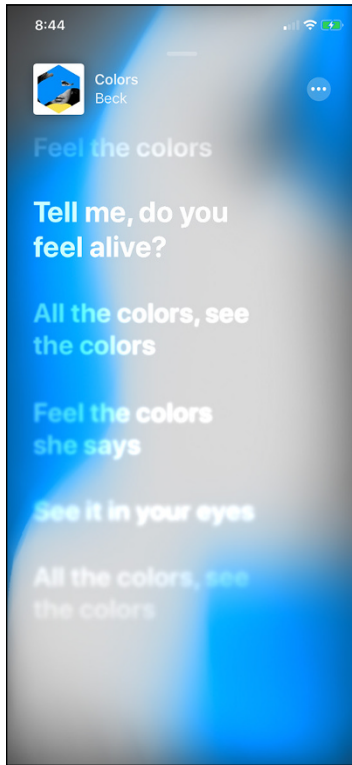 8:44
Colors
Beck
Feel the colors
Tell me, do you
feel alive?
All the colors, see
the colors
Feel the colors
she says
See it in your eyes
All the colors, see
the colors